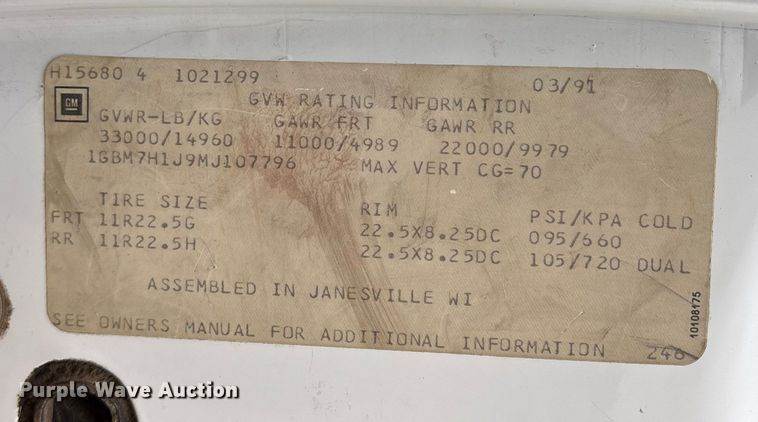 H15680 4 1021299 03/91
GM
GVW RATING INFORMATION
GVWR-LB/KG GAWR FRT GAWR RR
33000/14960 11000/4989 22000/9979
1GBM7H1J9MJ107796 MAX VERT CG=70
TIRE SIZE RIM PSI/KPA COLD
FRT 11R22.5G 22.5X8.25DC 095/660
RR 11R22.5H 22.5X8.25DC 105/720 DUAL
ASSEMBLED IN JANESVILLE WI
SEE OWNERS MANUAL FOR ADDITIONAL INFORMATION 246
10108175
Purple Wave Auction